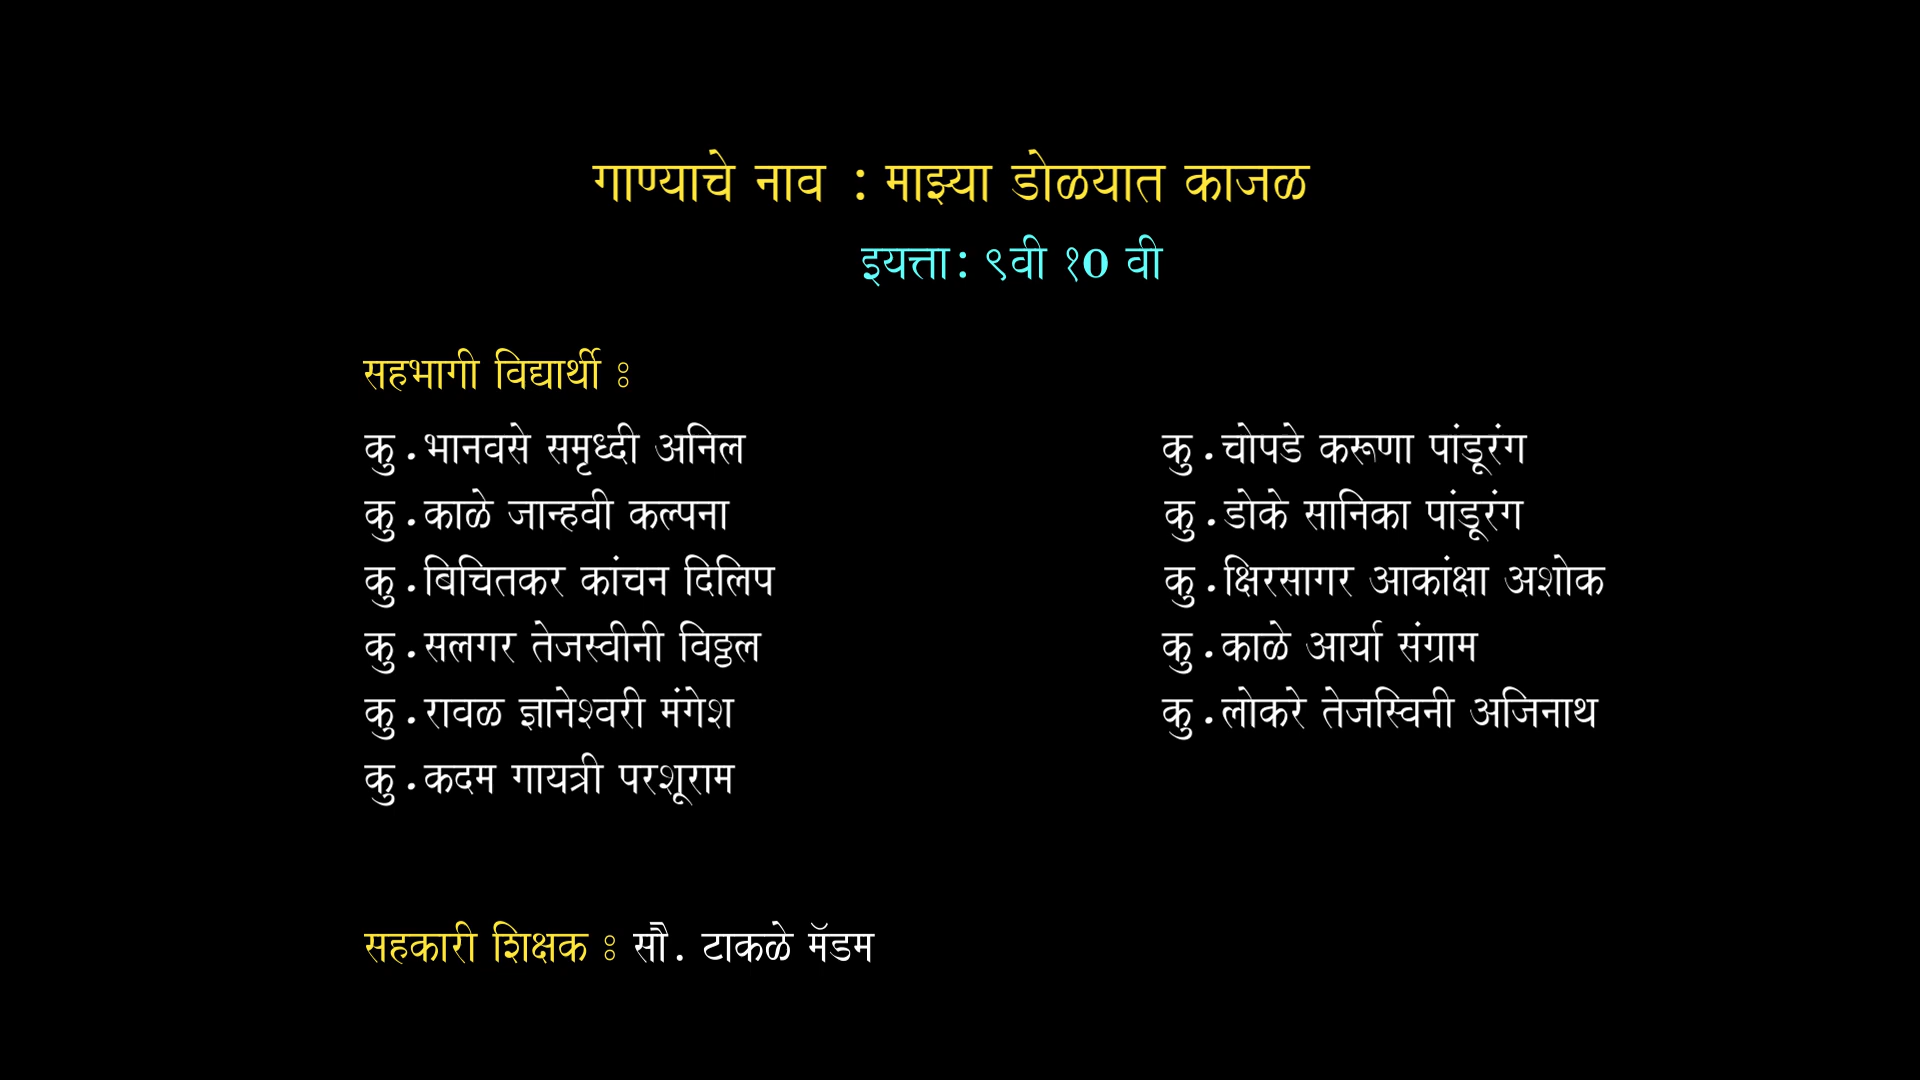 गाण्याचे नाव : माझ्या डोळयात काजळ
इयत्ता: ९वी १0 वी
सहभागी विद्यार्थी :
कु.भानवसे समृध्दी अनिल
कु.काळे जान्हवी कल्पना
कु.बिचितकर कांचन दिलिप
कु.सलगर तेजस्वीनी विठ्ठल
कु.रावळ ज्ञानेश्वरी मंगेश
कु.कदम गायत्री परशूराम
कु.चोपडे करूणा पांडूरंग
कु.डोके सानिका पांडूरंग
कु.क्षिरसागर आकांक्षा अशोक
कु.काळे आर्या संग्राम
कु.लोकरे तेजस्विनी अजिनाथ
सहकारी शिक्षक : सौ. टाकळे मॅडम